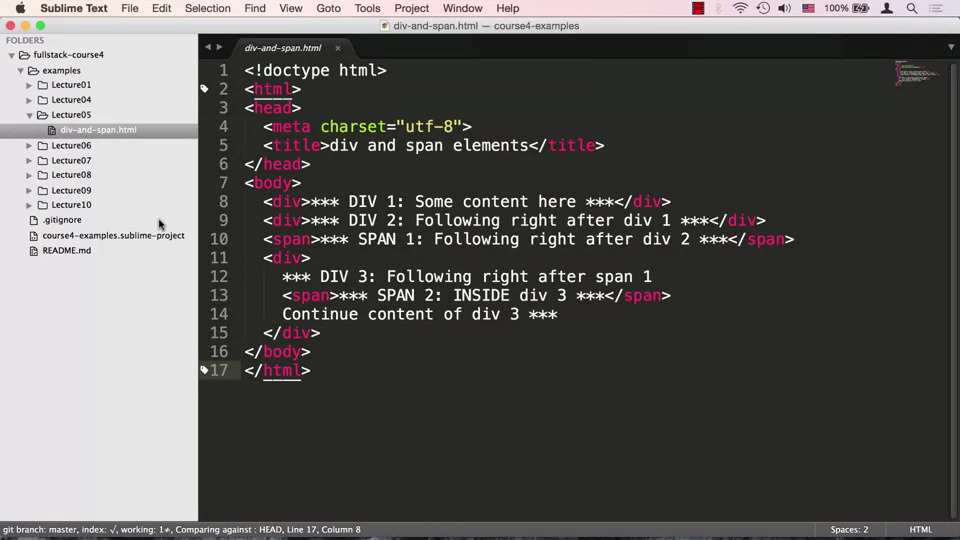 Sublime Text File Edit Selection Find View Goto Tools Project Window Help 100%
div-and-span.html — course4-examples
FOLDERS
fullstack-course4
examples
Lecture01
Lecture04
Lecture05
div-and-span.html
Lecture06
Lecture07
Lecture08
Lecture09
Lecture10
.gitignore
course4-examples.sublime-project
README.md
div-and-span.html ×
1 <!doctype html>
2 <html>
3 <head>
4 <meta charset="utf-8">
5 <title>div and span elements</title>
6 </head>
7 <body>
8 <div>*** DIV 1: Some content here ***</div>
9 <div>*** DIV 2: Following right after div 1 ***</div>
10 <span>*** SPAN 1: Following right after div 2 ***</span>
11 <div>
12 *** DIV 3: Following right after span 1
13 <span>*** SPAN 2: INSIDE div 3 ***</span>
14 Continue content of div 3 ***
15 </div>
16 </body>
17 </html>
git branch: master, index: √, working: 1≠, Comparing against : HEAD, Line 17, Column 8 Spaces: 2 HTML